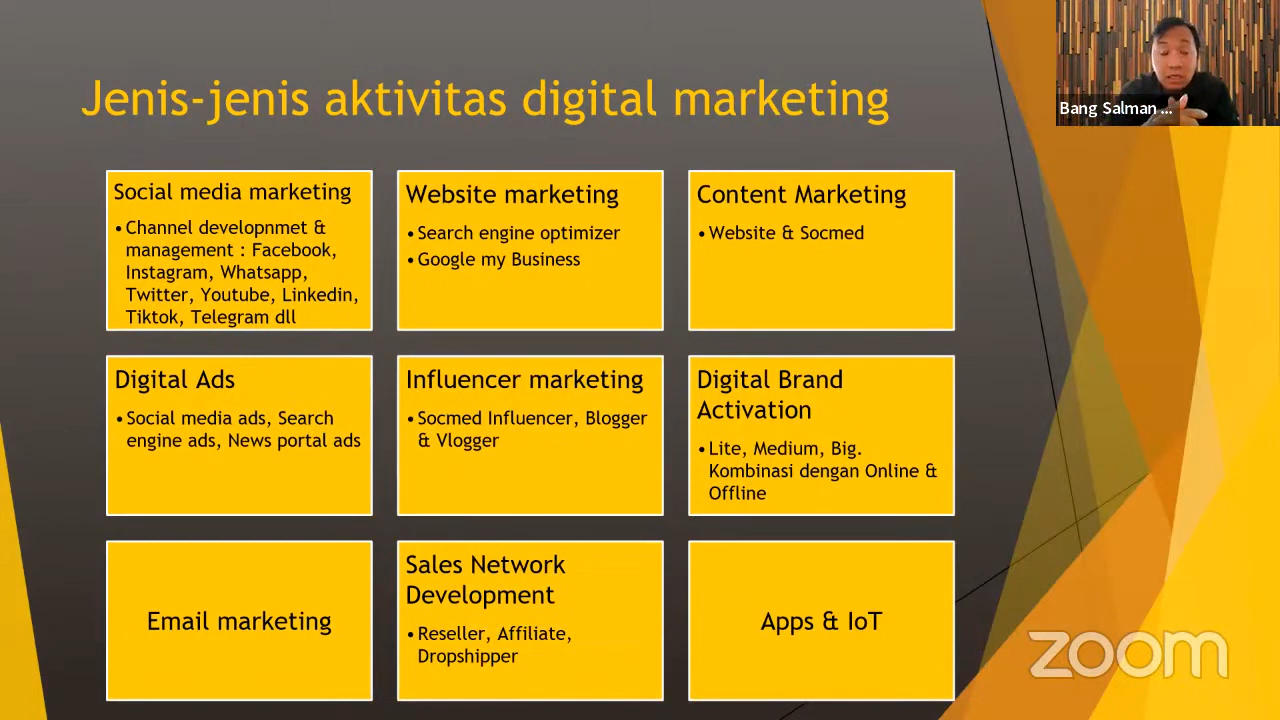 Jenis-jenis aktivitas digital marketing
Bang Salman ...
Social media marketing
• Channel developnmet &
management : Facebook,
Instagram, Whatsapp,
Twitter, Youtube, Linkedin,
Tiktok, Telegram dll
Website marketing
• Search engine optimizer
• Google my Business
Content Marketing
• Website & Socmed
Digital Ads
• Social media ads, Search
engine ads, News portal ads
Influencer marketing
• Socmed Influencer, Blogger
& Vlogger
Digital Brand
Activation
• Lite, Medium, Big.
Kombinasi dengan Online &
Offline
Email marketing
Sales Network
Development
• Reseller, Affiliate,
Dropshipper
Apps & IoT
zoom